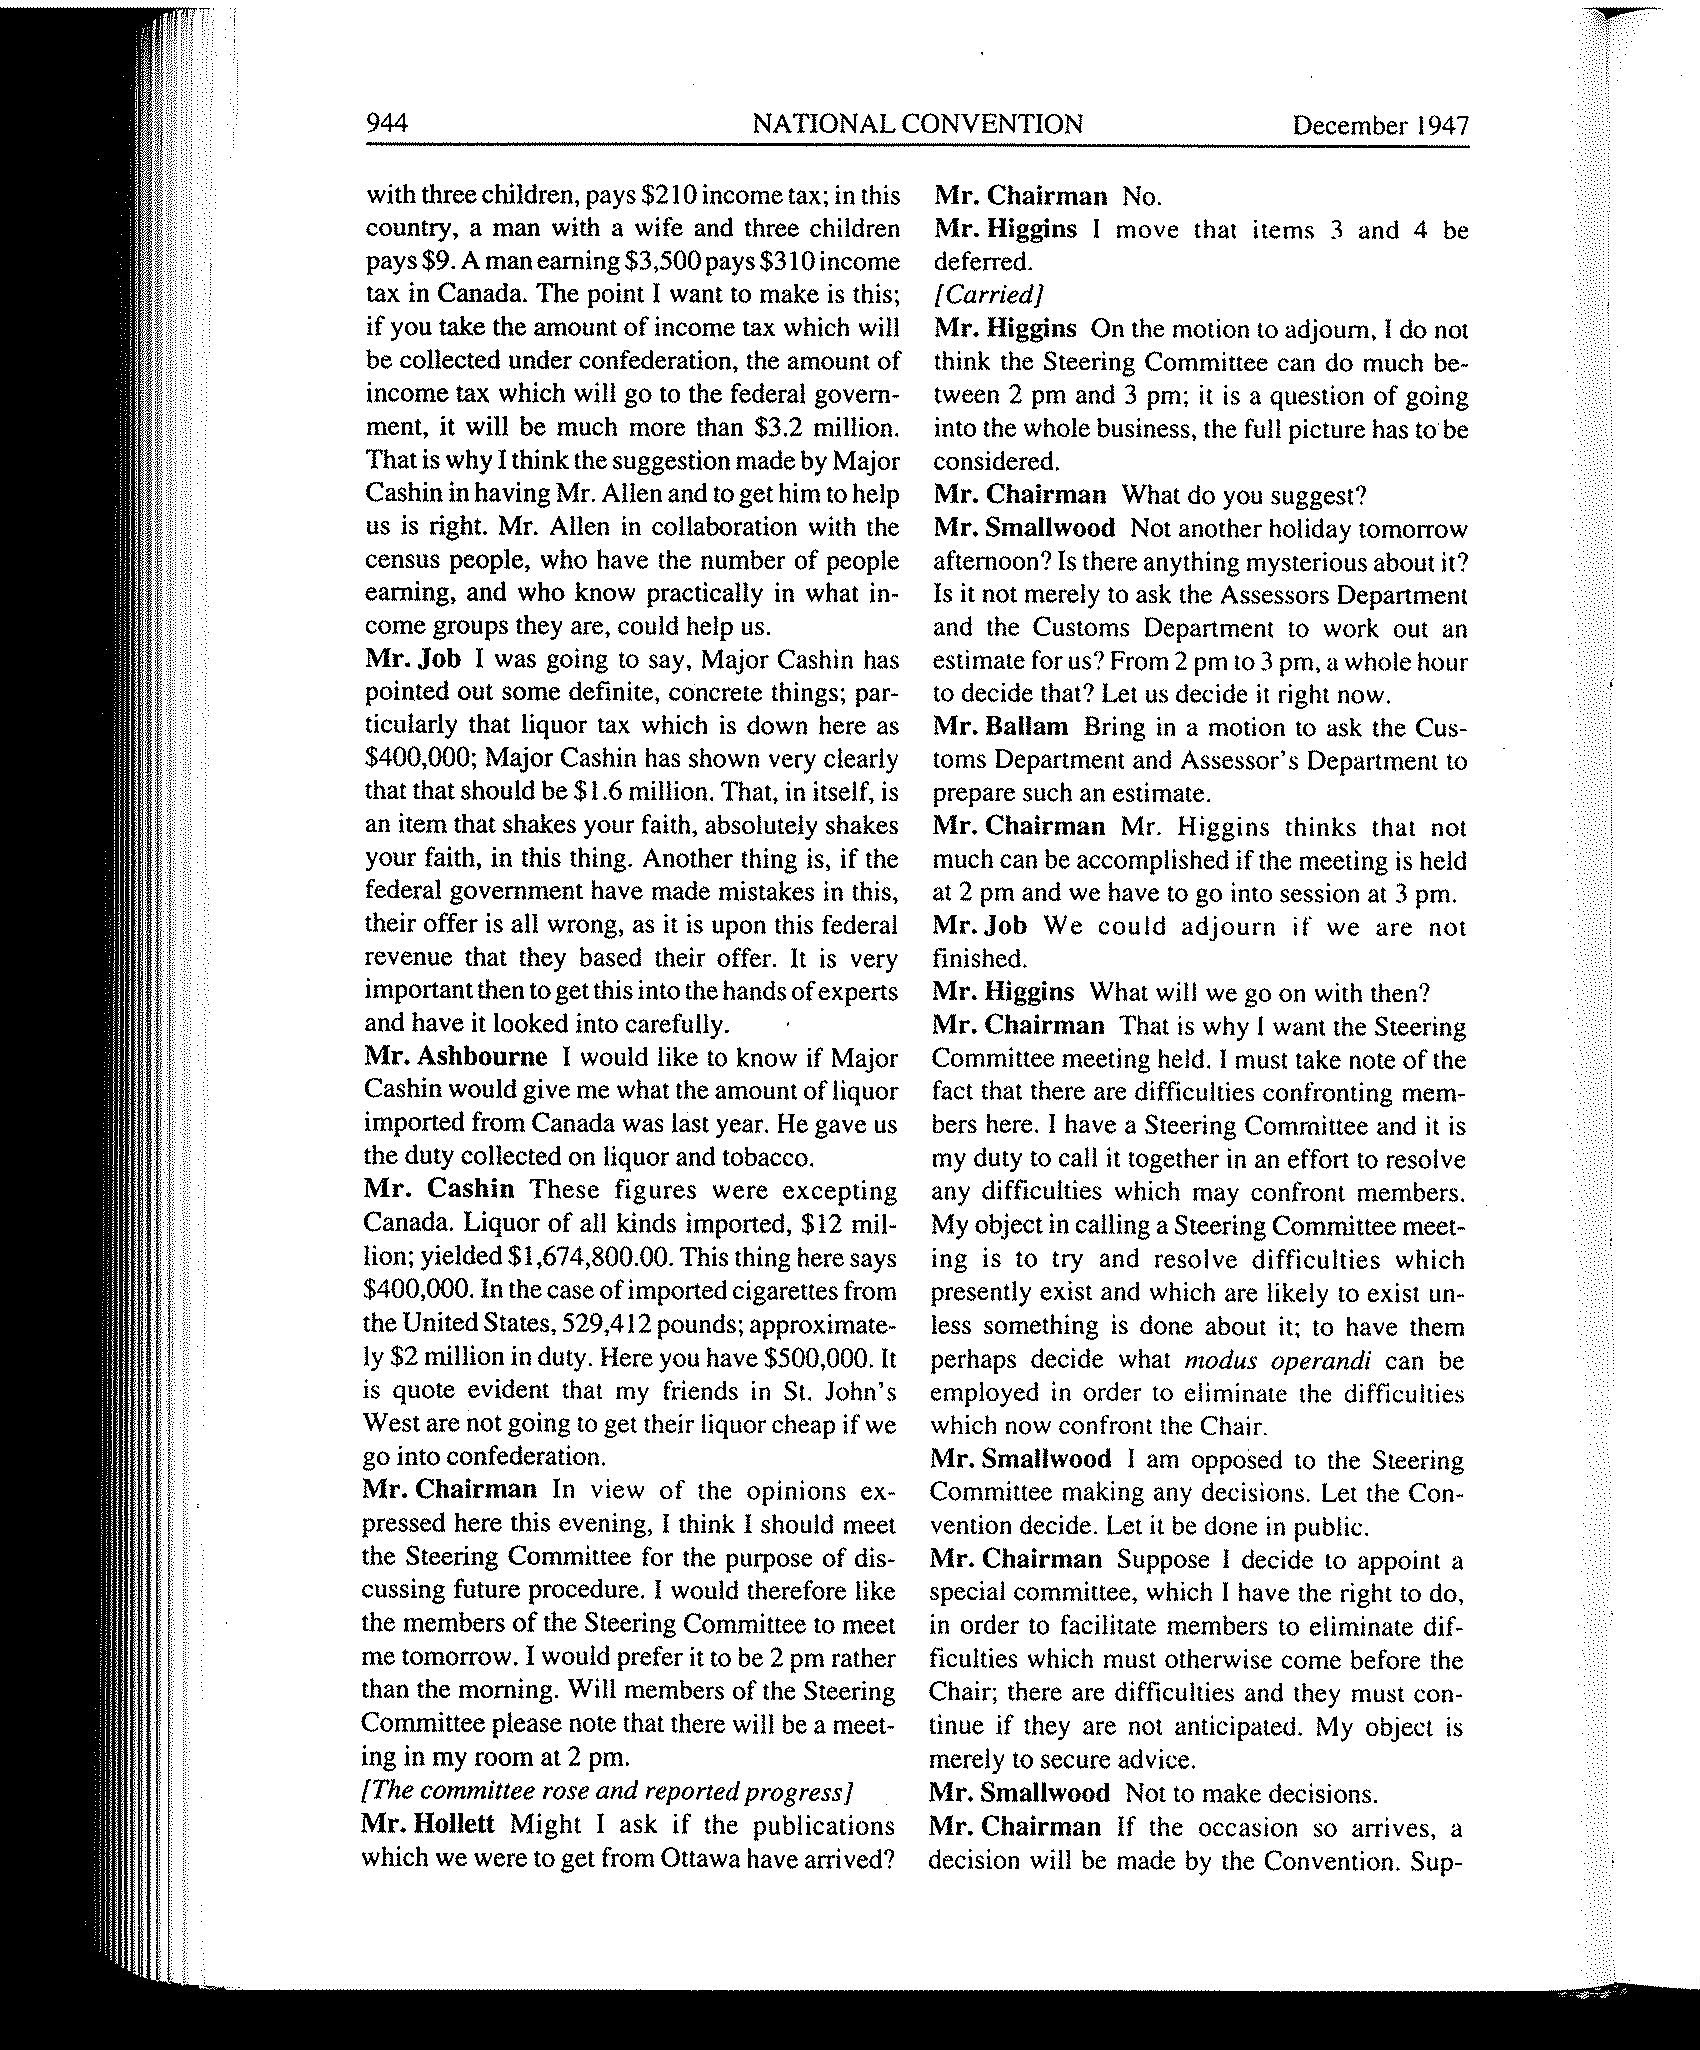 944 NATIONAL CONVENTION December 1947
with three children, pays $210 income tax; in this
country, a man with a wife and three children
pays $9. A man earning $3,500 pays $310 income
tax in Canada. The point I want to make is this;
if you take the amount of income tax which will
be collected under confederation, the amount of
income tax which will go to the federal govern-
ment, it will be much more than $3.2 million.
That is why I think the suggestion made by Major
Cashin in having Mr. Allen and to get him to help
us is right. Mr. Allen in collaboration with the
census people, who have the number of people
earning, and who know practically in what in-
come groups they are, could help us.
Mr. Job I was going to say, Major Cashin has
pointed out some definite, concrete things; par-
ticularly that liquor tax which is down here as
$400,000; Major Cashin has shown very clearly
that that should be $1.6 million. That, in itself, is
an item that shakes your faith, absolutely shakes
your faith, in this thing. Another thing is, if the
federal government have made mistakes in this,
their offer is all wrong, as it is upon this federal
revenue that they based their offer. It is very
important then to get this into the hands of experts
and have it looked into carefully.
Mr. Ashbourne I would like to know if Major
Cashin would give me what the amount of liquor
imported from Canada was last year. He gave us
the duty collected on liquor and tobacco.
Mr. Cashin These figures were excepting
Canada. Liquor of all kinds imported, $12 mil-
lion; yielded $1,674,800.00. This thing here says
$400,000. In the case of imported cigarettes from
the United States, 529,412 pounds; approximate-
ly $2 million in duty. Here you have $500,000. It
is quote evident that my friends in St. John's
West are not going to get their liquor cheap if we
go into confederation.
Mr. Chairman In view of the opinions ex-
pressed here this evening, I think I should meet
the Steering Committee for the purpose of dis-
cussing future procedure. I would therefore like
the members of the Steering Committee to meet
me tomorrow. I would prefer it to be 2 pm rather
than the morning. Will members of the Steering
Committee please note that there will be a meet-
ing in my room at 2 pm.
[The committee rose and reported progress]
Mr. Hollett Might I ask if the publications
which we were to get from Ottawa have arrived?
Mr. Chairman No.
Mr. Higgins I move that items 3 and 4 be
deferred.
[Carried]
Mr. Higgins On the motion to adjourn, I do not
think the Steering Committee can do much be-
tween 2 pm and 3 pm; it is a question of going
into the whole business, the full picture has to be
considered.
Mr. Chairman What do you suggest?
Mr. Smallwood Not another holiday tomorrow
afternoon? Is there anything mysterious about it?
Is it not merely to ask the Assessors Department
and the Customs Department to work out an
estimate for us? From 2 pm to 3 pm, a whole hour
to decide that? Let us decide it right now.
Mr. Ballam Bring in a motion to ask the Cus-
toms Department and Assessor's Department to
prepare such an estimate.
Mr. Chairman Mr. Higgins thinks that not
much can be accomplished if the meeting is held
at 2 pm and we have to go into session at 3 pm.
Mr. Job We could adjourn if we are not
finished.
Mr. Higgins What will we go on with then?
Mr. Chairman That is why I want the Steering
Committee meeting held. I must take note of the
fact that there are difficulties confronting mem-
bers here. I have a Steering Committee and it is
my duty to call it together in an effort to resolve
any difficulties which may confront members.
My object in calling a Steering Committee meet-
ing is to try and resolve difficulties which
presently exist and which are likely to exist un-
less something is done about it; to have them
perhaps decide what modus operandi can be
employed in order to eliminate the difficulties
which now confront the Chair.
Mr. Smallwood I am opposed to the Steering
Committee making any decisions. Let the Con-
vention decide. Let it be done in public.
Mr. Chairman Suppose I decide to appoint a
special committee, which I have the right to do,
in order to facilitate members to eliminate dif-
ficulties which must otherwise come before the
Chair; there are difficulties and they must con-
tinue if they are not anticipated. My object is
merely to secure advice.
Mr. Smallwood Not to make decisions.
Mr. Chairman If the occasion so arrives, a
decision will be made by the Convention. Sup-